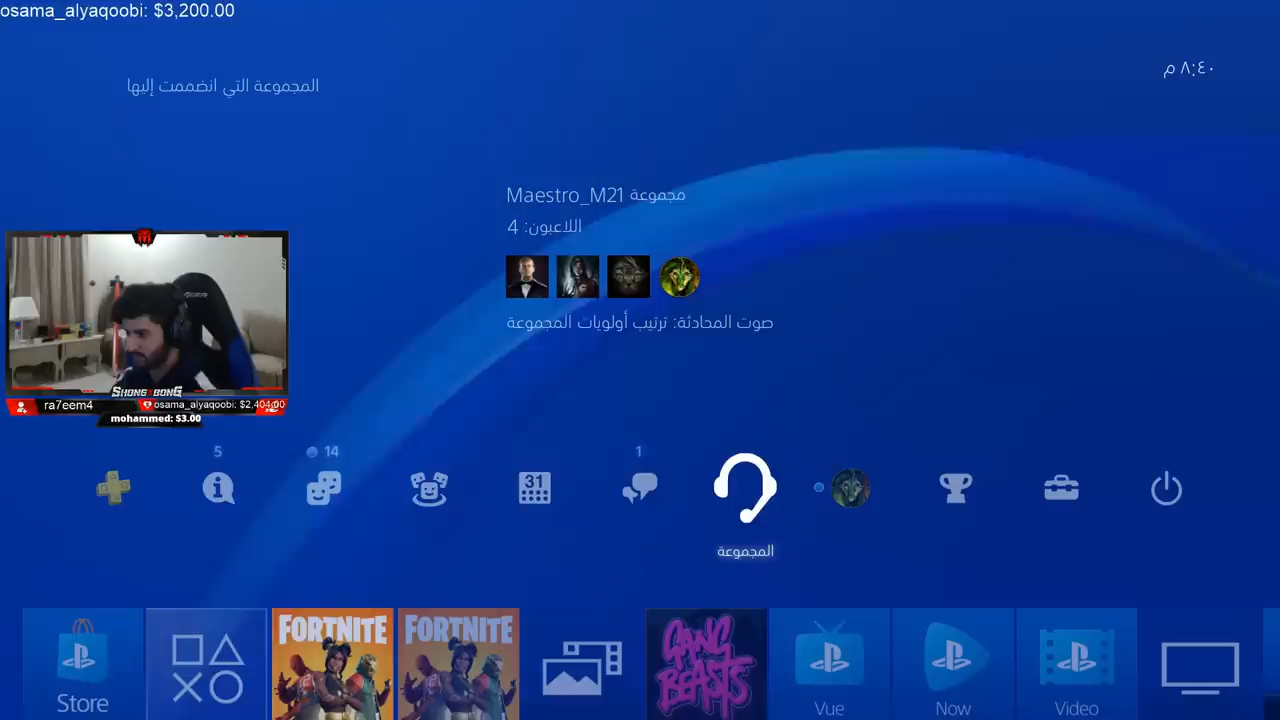 osama_alyaqoobi: $3,200.00
٨:٤٠ م
المجموعة التي انضممت إليها
مجموعة Maestro_M21
اللاعبون: 4
صوت المحادثة: ترتيب أولويات المجموعة
SHONGXBONG
ra7eem4
osama_alyaqoobi: $2,404.00
mohammed: $3.00
5
14
1
31
المجموعة
Store
FORTNITE
FORTNITE
GANG BEASTS
Vue
Now
Video